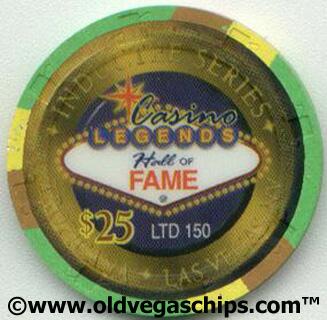 INDUCTEE SERIES
Casino
LEGENDS
Hall OF
FAME
$25 LTD 150
LAS VEGAS
©www.oldvegaschips.com™